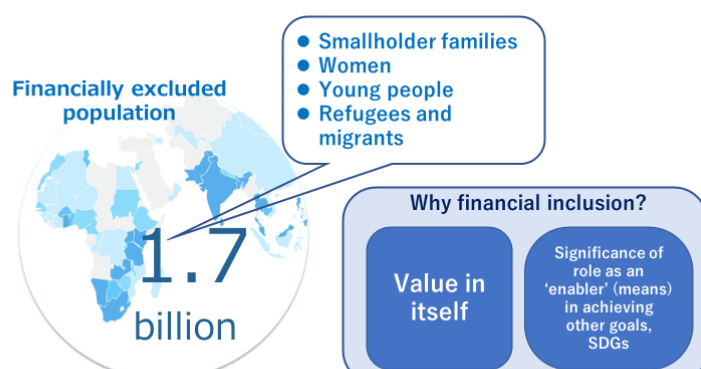 Financially excluded
population
1.7
billion
● Smallholder families
● Women
● Young people
● Refugees and
migrants
Why financial inclusion?
Value in
itself
Significance of
role as an
‘enabler’ (means)
in achieving
other goals,
SDGs